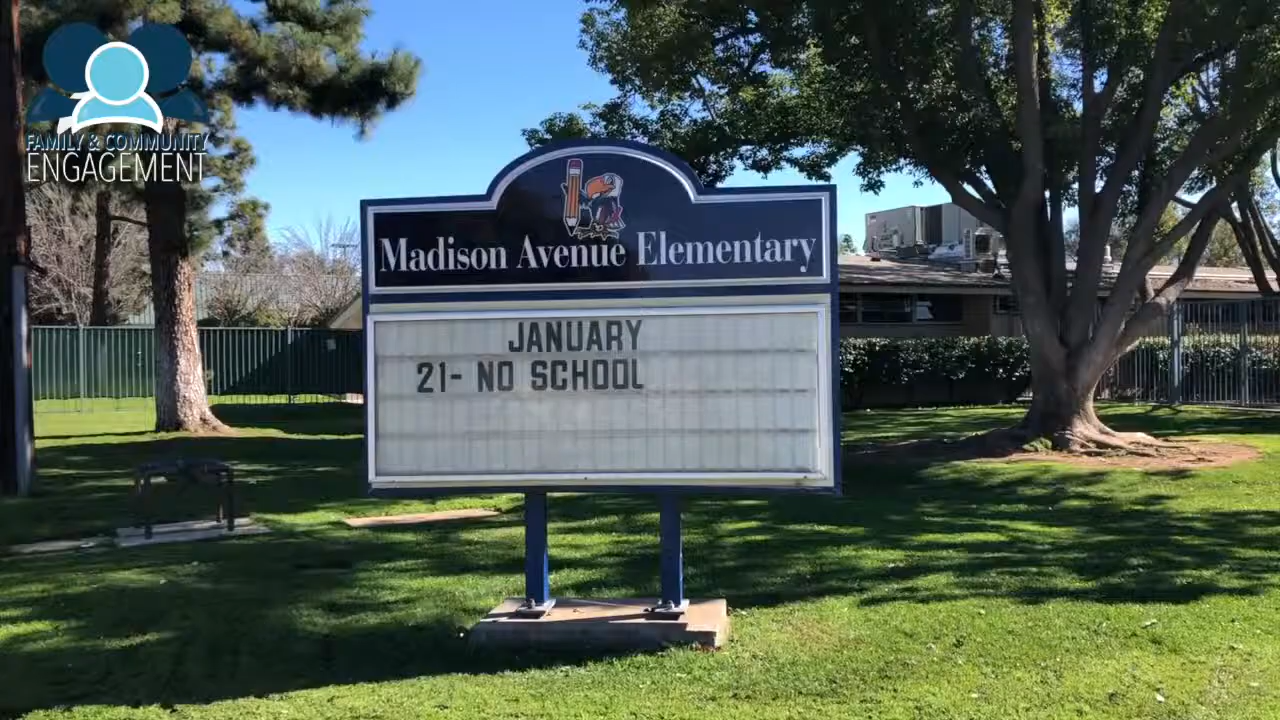 FAMILY & COMMUNITY
ENGAGEMENT
Madison Avenue Elementary
JANUARY
21- NO SCHOOL